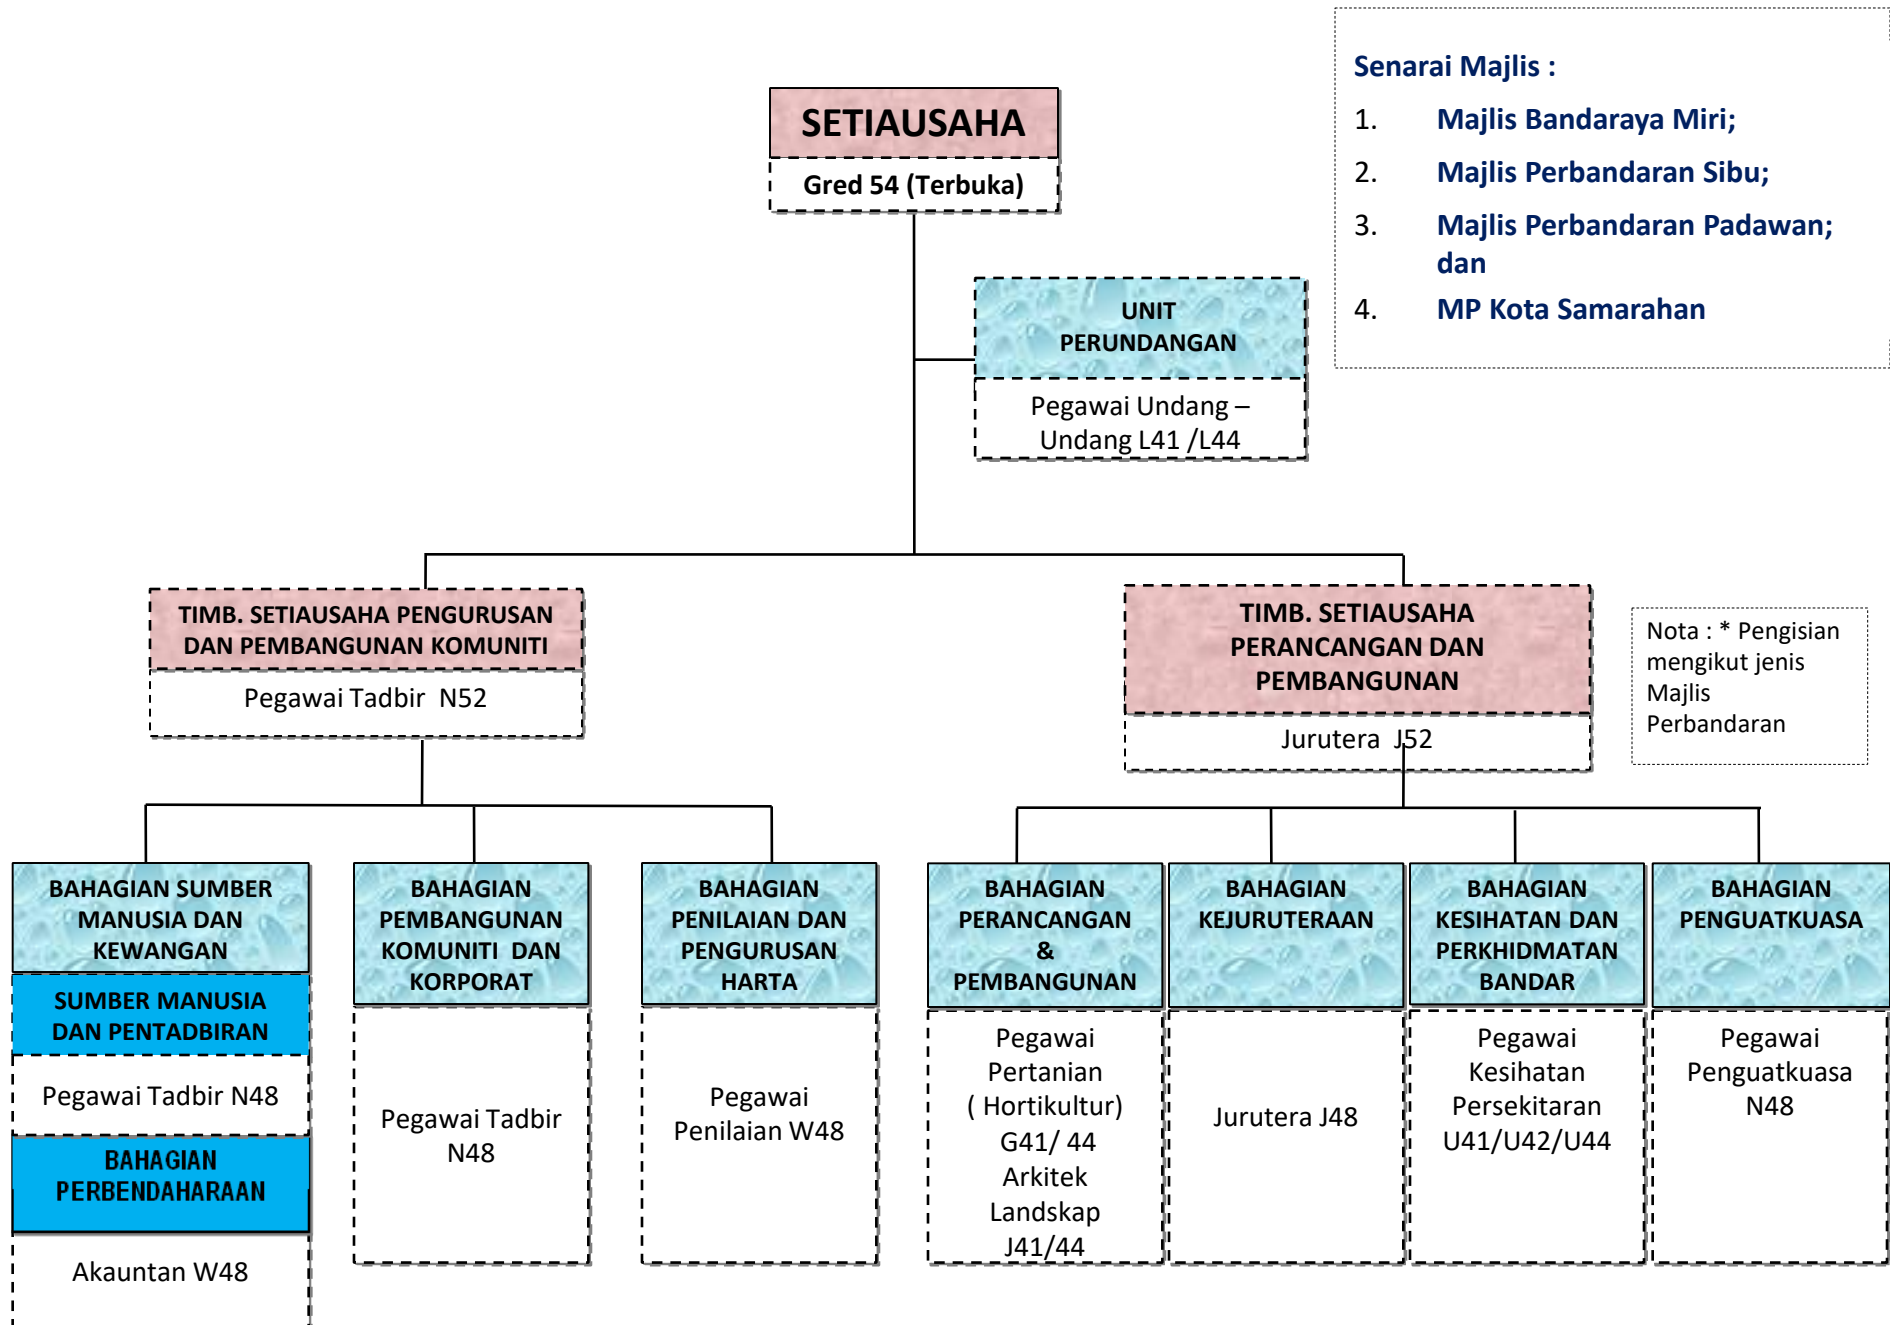 SETIAUSAHA
Gred 54 (Terbuka)
Senarai Majlis :
1. Majlis Bandaraya Miri;
2. Majlis Perbandaran Sibu;
3. Majlis Perbandaran Padawan;
dan
4. MP Kota Samarahan
UNIT
PERUNDANGAN
Pegawai Undang –
Undang L41 /L44
TIMB. SETIAUSAHA PENGURUSAN
DAN PEMBANGUNAN KOMUNITI
Pegawai Tadbir N52
TIMB. SETIAUSAHA
PERANCANGAN DAN
PEMBANGUNAN
Jurutera J52
Nota : * Pengisian
mengikut jenis
Majlis
Perbandaran
BAHAGIAN SUMBER
MANUSIA DAN
KEWANGAN
SUMBER MANUSIA
DAN PENTADBIRAN
Pegawai Tadbir N48
BAHAGIAN
PERBENDAHARAAN
Akauntan W48
BAHAGIAN
PEMBANGUNAN
KOMUNITI DAN
KORPORAT
Pegawai Tadbir
N48
BAHAGIAN
PENILAIAN DAN
PENGURUSAN
HARTA
Pegawai
Penilaian W48
BAHAGIAN
PERANCANGAN
&
PEMBANGUNAN
Pegawai
Pertanian
( Hortikultur)
G41/ 44
Arkitek
Landskap
J41/44
BAHAGIAN
KEJURUTERAAN
Jurutera J48
BAHAGIAN
KESIHATAN DAN
PERKHIDMATAN
BANDAR
Pegawai
Kesihatan
Persekitaran
U41/U42/U44
BAHAGIAN
PENGUATKUASA
Pegawai
Penguatkuasa
N48